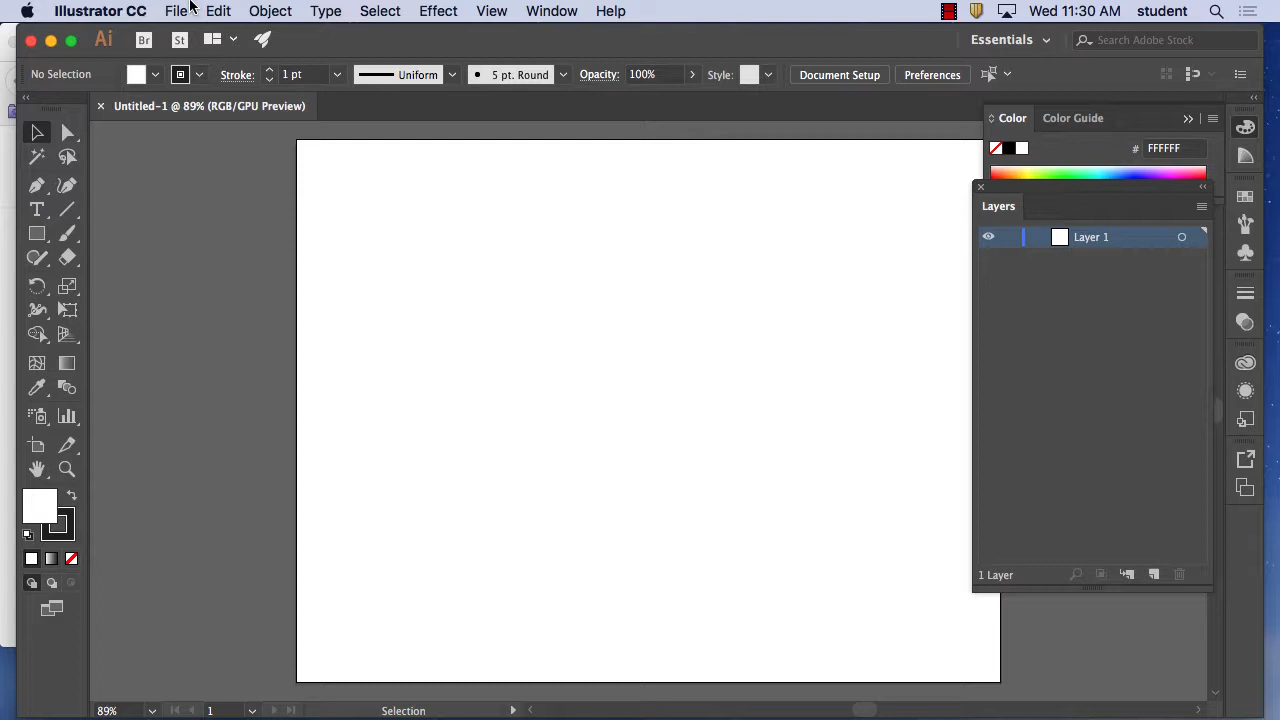 Illustrator CC File Edit Object Type Select Effect View Window Help Wed 11:30 AM student
Ai Br St Essentials Search Adobe Stock
No Selection Stroke: 1 pt Uniform 5 pt. Round Opacity: 100% Style: Document Setup Preferences
× Untitled-1 @ 89% (RGB/GPU Preview)
Color Color Guide
# FFFFFF
Layers
Layer 1
1 Layer
89% 1 Selection